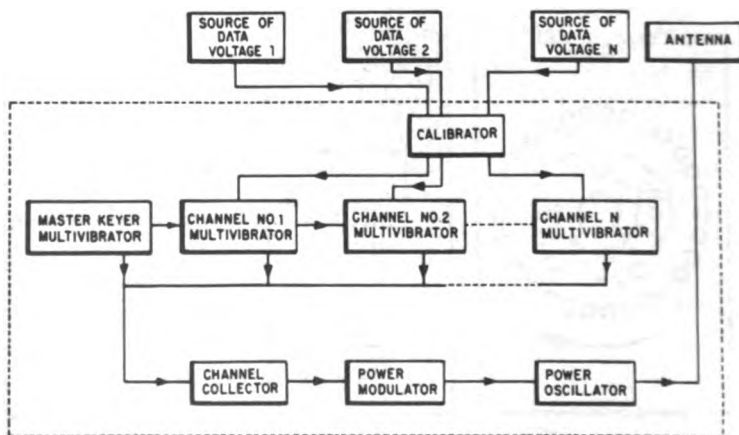 SOURCE OF
DATA
VOLTAGE 1
SOURCE OF
DATA
VOLTAGE 2
SOURCE OF
DATA
VOLTAGE N
ANTENNA
CALIBRATOR
MASTER KEYER
MULTIVIBRATOR
CHANNEL NO.1
MULTIVIBRATOR
CHANNEL NO.2
MULTIVIBRATOR
CHANNEL N
MULTIVIBRATOR
CHANNEL
COLLECTOR
POWER
MODULATOR
POWER
OSCILLATOR